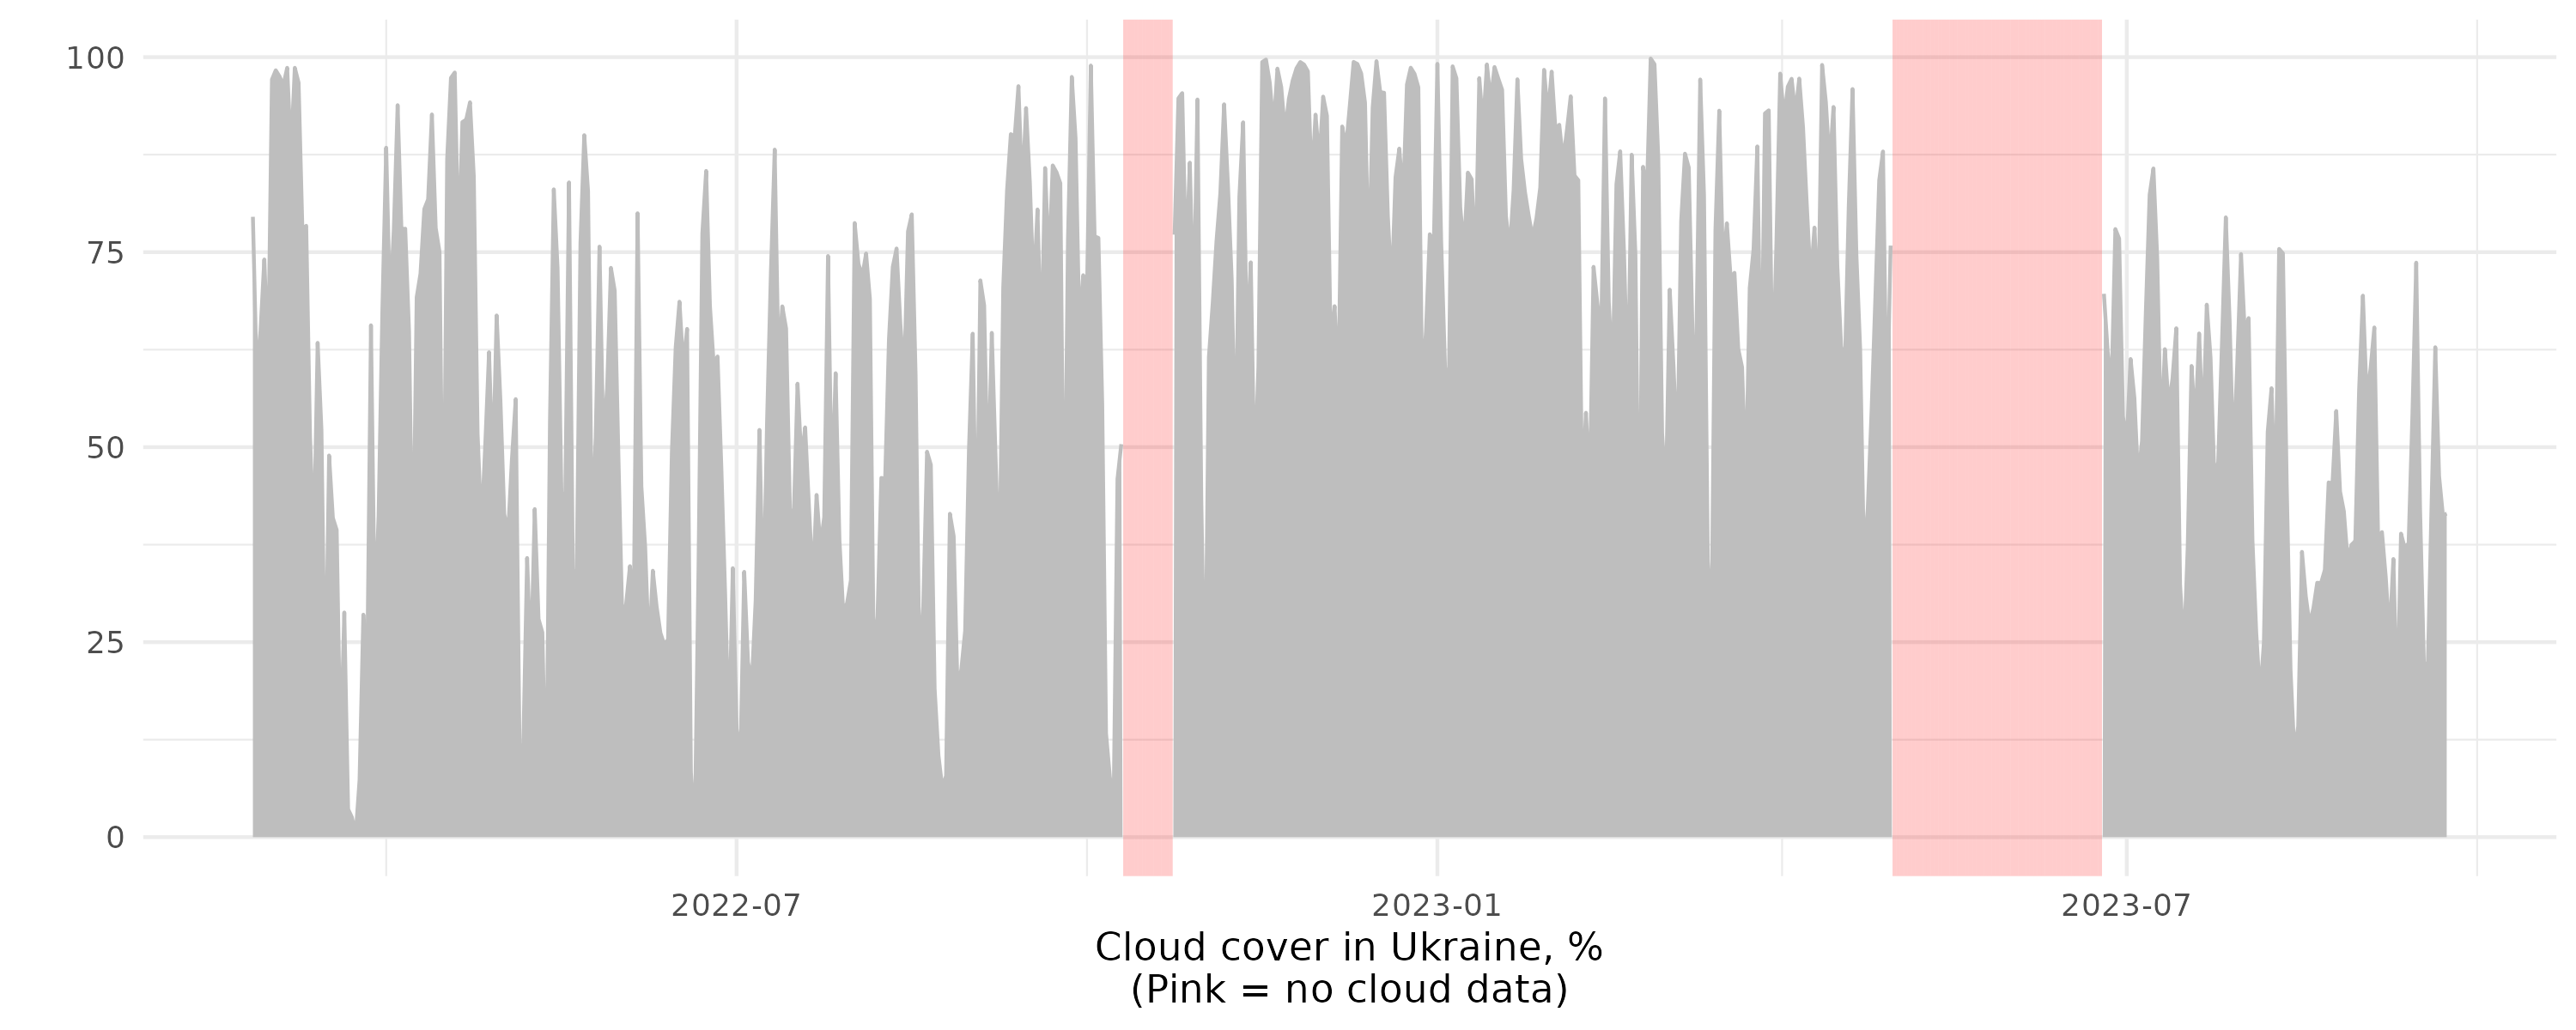 100
75
50
25
0
2022-07 2023-01 2023-07
Cloud cover in Ukraine, %
(Pink = no cloud data)